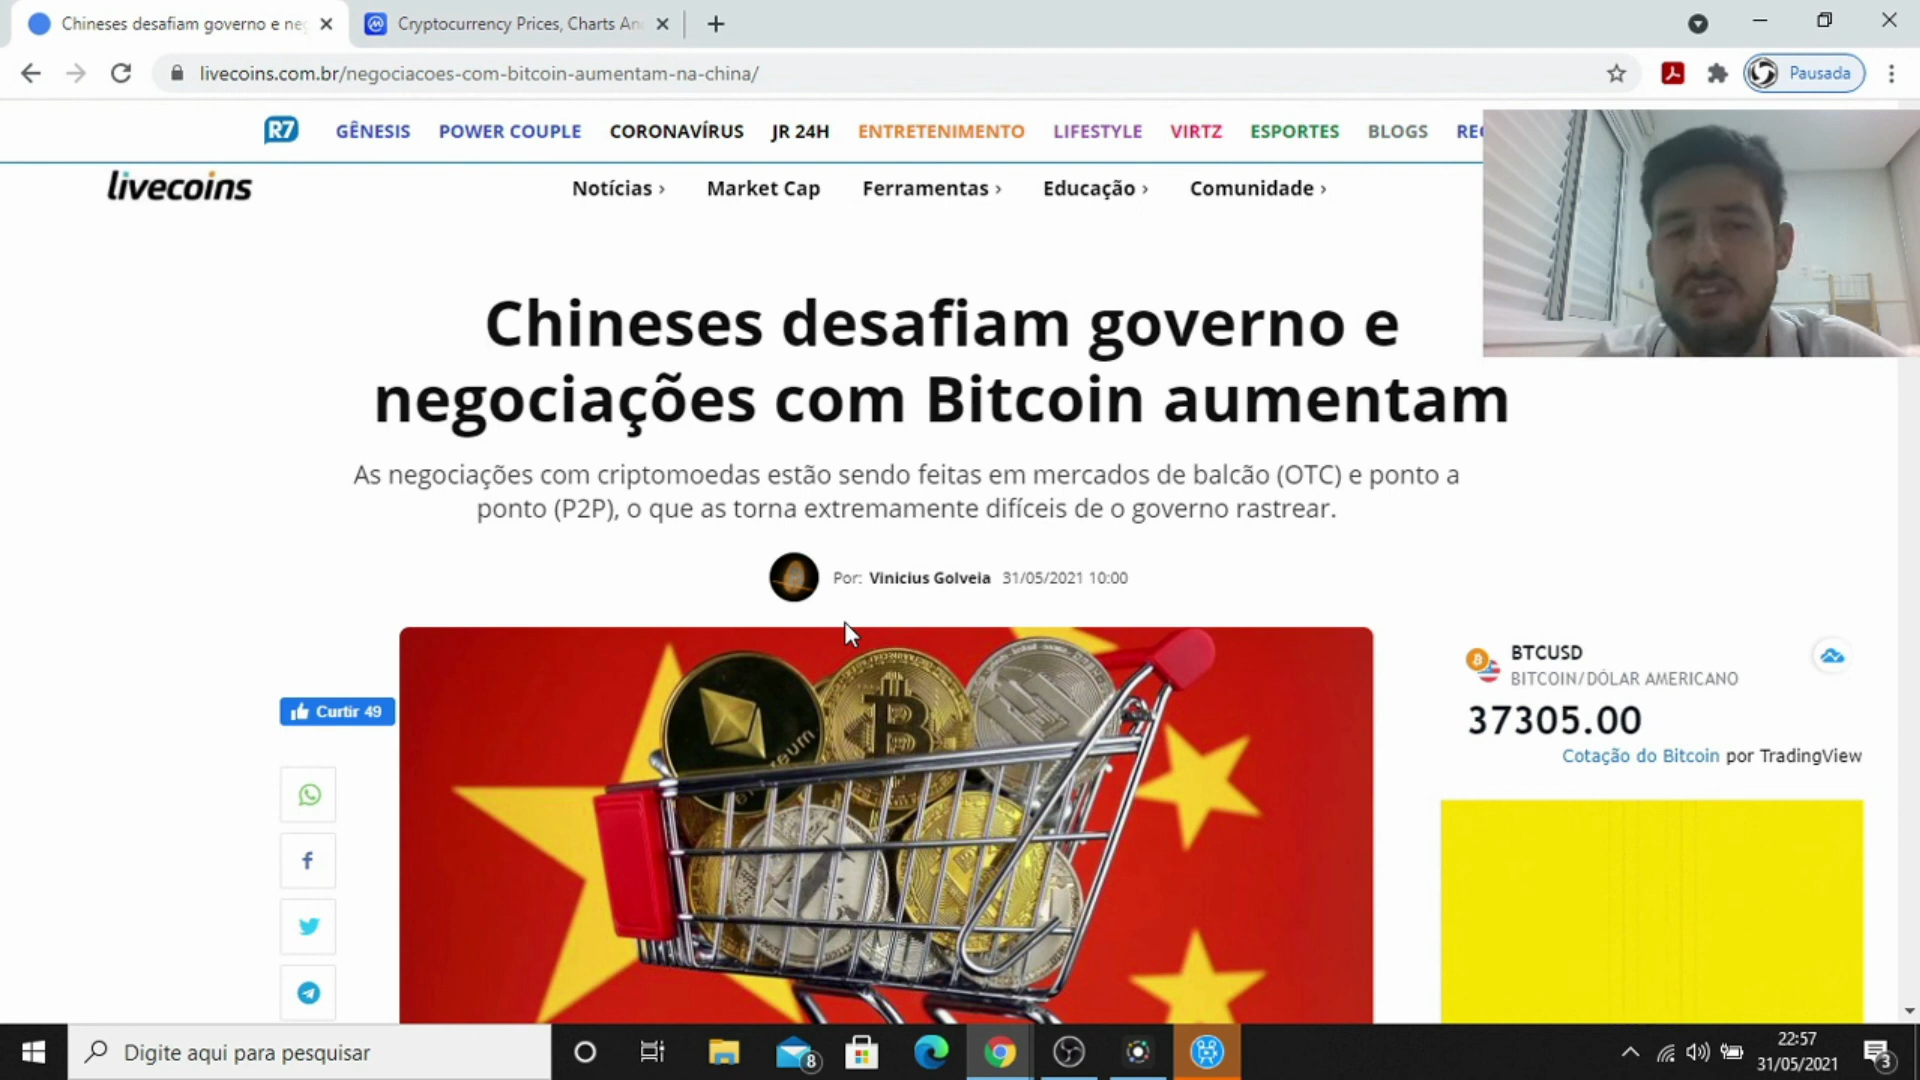 Chineses desafiam governo e neg
Cryptocurrency Prices, Charts An
livecoins.com.br/negociacoes-com-bitcoin-aumentam-na-china/
Pausada
R7 GÊNESIS POWER COUPLE CORONAVÍRUS JR 24H ENTRETENIMENTO LIFESTYLE VIRTZ ESPORTES BLOGS REC
livecoins
Notícias › Market Cap Ferramentas › Educação › Comunidade ›
Chineses desafiam governo e
negociações com Bitcoin aumentam
As negociações com criptomoedas estão sendo feitas em mercados de balcão (OTC) e ponto a
ponto (P2P), o que as torna extremamente difíceis de o governo rastrear.
Por: Vinicius Golveia 31/05/2021 10:00
Curtir 49
BTCUSD
BITCOIN/DÓLAR AMERICANO
37305.00
Cotação do Bitcoin por TradingView
Digite aqui para pesquisar
8
22:57
31/05/2021
3